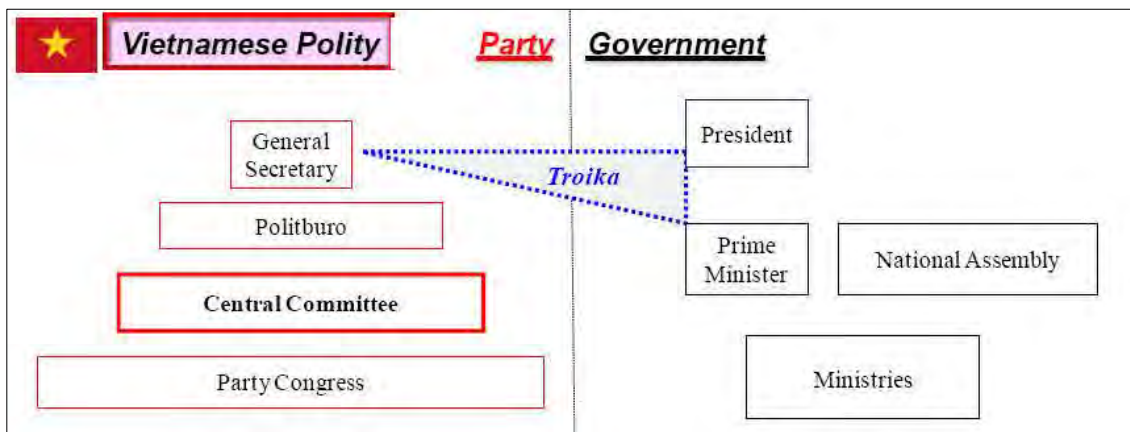 Vietnamese Polity
Party
Government
General
Secretary
President
Troika
Politburo
Prime
Minister
National Assembly
Central Committee
Party Congress
Ministries